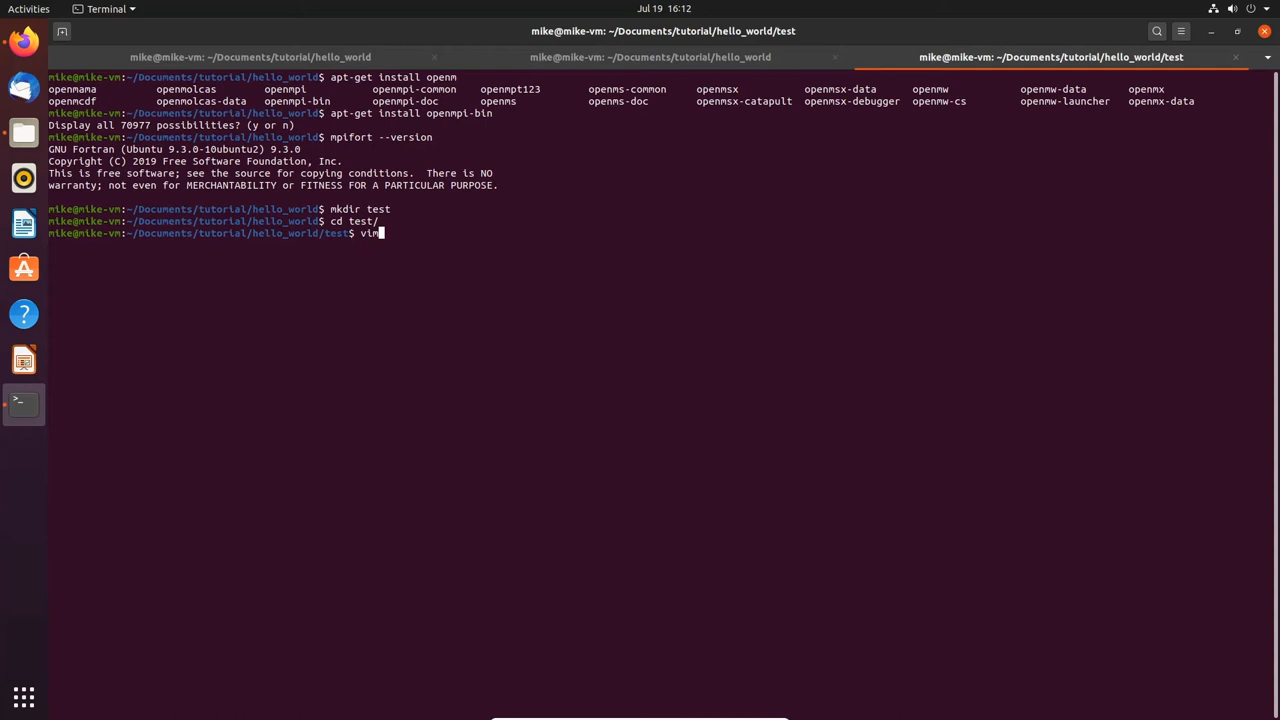 Activities Terminal Jul 19 16:12
mike@mike-vm: ~/Documents/tutorial/hello_world/test
mike@mike-vm: ~/Documents/tutorial/hello_world mike@mike-vm: ~/Documents/tutorial/hello_world mike@mike-vm: ~/Documents/tutorial/hello_world/test
mike@mike-vm:~/Documents/tutorial/hello_world$ apt-get install openm
openmama openmolcas openmpi openmpi-common openmpt123 openms-common openmsx openmsx-data openmw openmw-data openmx
openmcdf openmolcas-data openmpi-bin openmpi-doc openms openms-doc openmsx-catapult openmsx-debugger openmw-cs openmw-launcher openmx-data
mike@mike-vm:~/Documents/tutorial/hello_world$ apt-get install openmpi-bin
Display all 70977 possibilities? (y or n)
mike@mike-vm:~/Documents/tutorial/hello_world$ mpifort --version
GNU Fortran (Ubuntu 9.3.0-10ubuntu2) 9.3.0
Copyright (C) 2019 Free Software Foundation, Inc.
This is free software; see the source for copying conditions.  There is NO
warranty; not even for MERCHANTABILITY or FITNESS FOR A PARTICULAR PURPOSE.
mike@mike-vm:~/Documents/tutorial/hello_world$ mkdir test
mike@mike-vm:~/Documents/tutorial/hello_world$ cd test/
mike@mike-vm:~/Documents/tutorial/hello_world/test$ vim